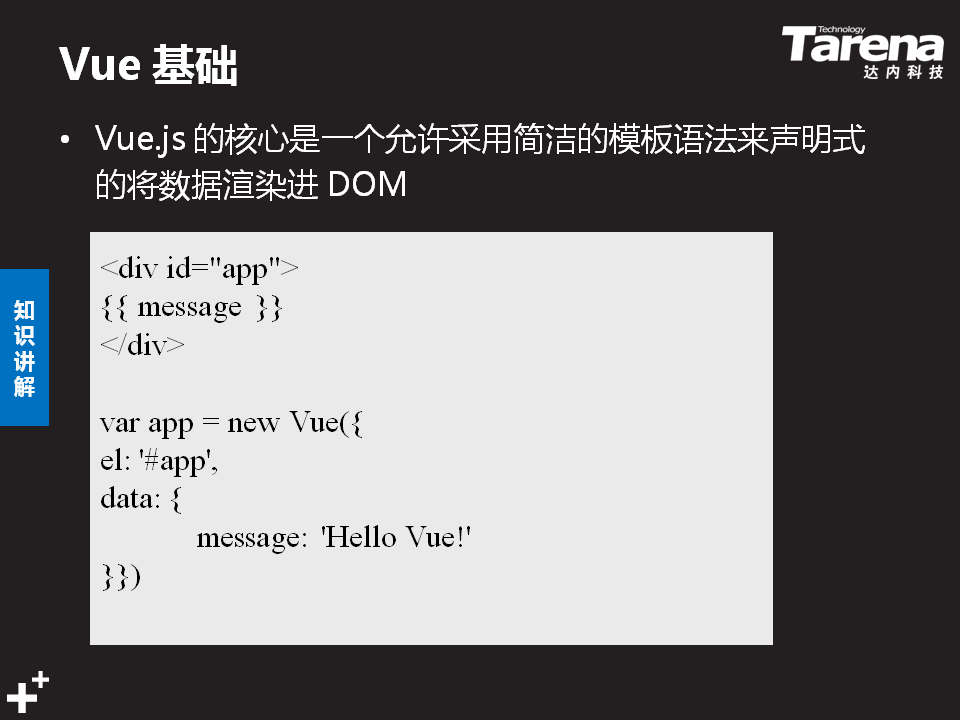 Vue 基础
Technology
Tarena
达内科技
• Vue.js 的核心是一个允许采用简洁的模板语法来声明式
的将数据渲染进 DOM
知识讲解
<div id="app">
{{ message }}
</div>
var app = new Vue({
el: '#app',
data: {
message: 'Hello Vue!'
}})